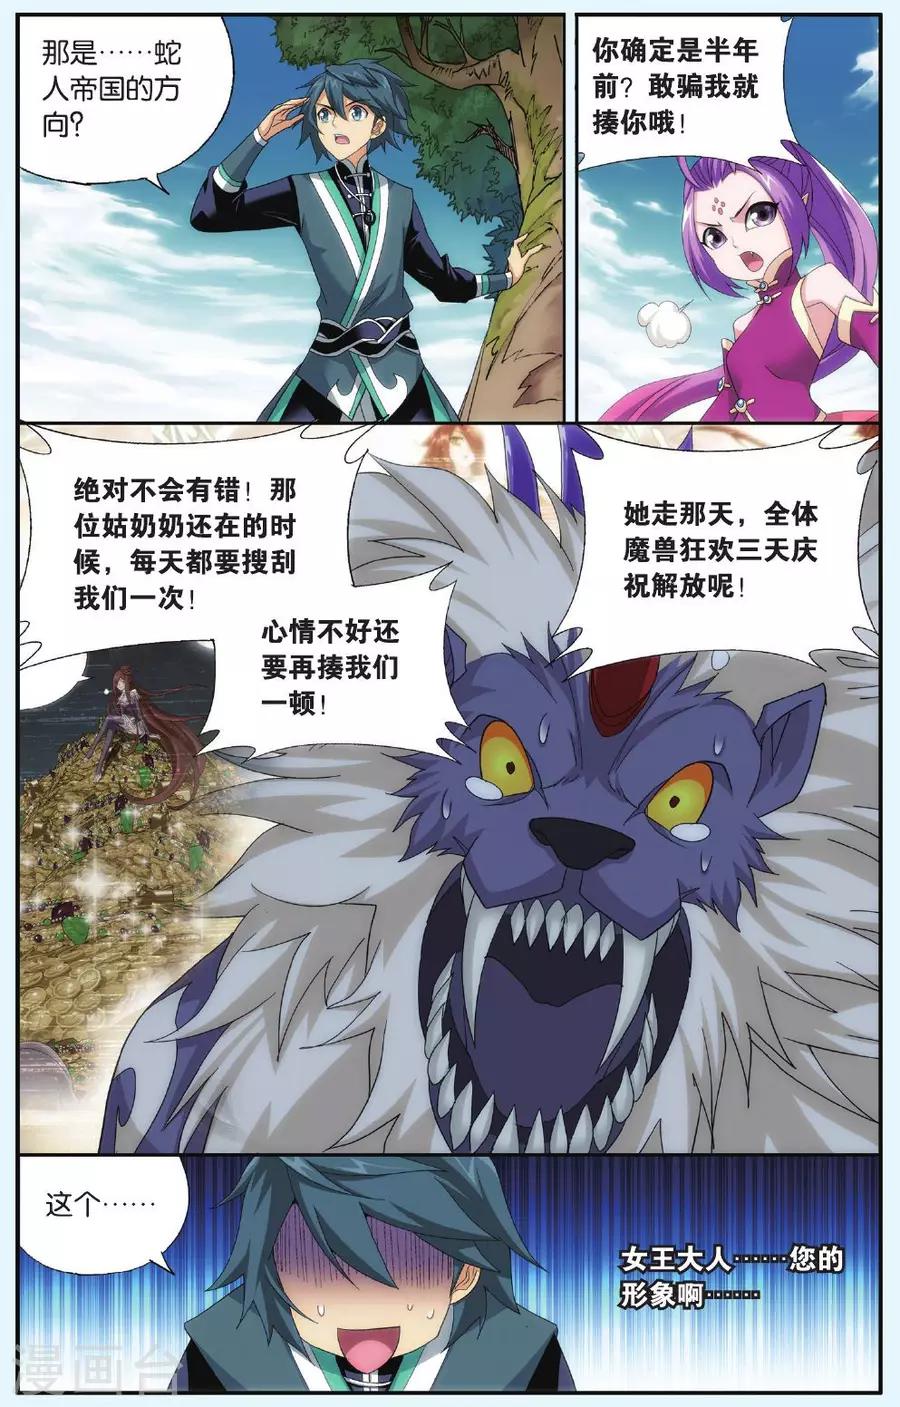 那是……蛇
人帝国的方
向？
你确定是半年
前？敢骗我就
揍你哦！
绝对不会有错！那
位姑奶奶还在的时
候，每天都要搜刮
我们一次！
心情不好还
要再揍我们
一顿！
她走那天，全体
魔兽狂欢三天庆
祝解放呢！
这个……
女王大人……您的
形象啊……
漫画台